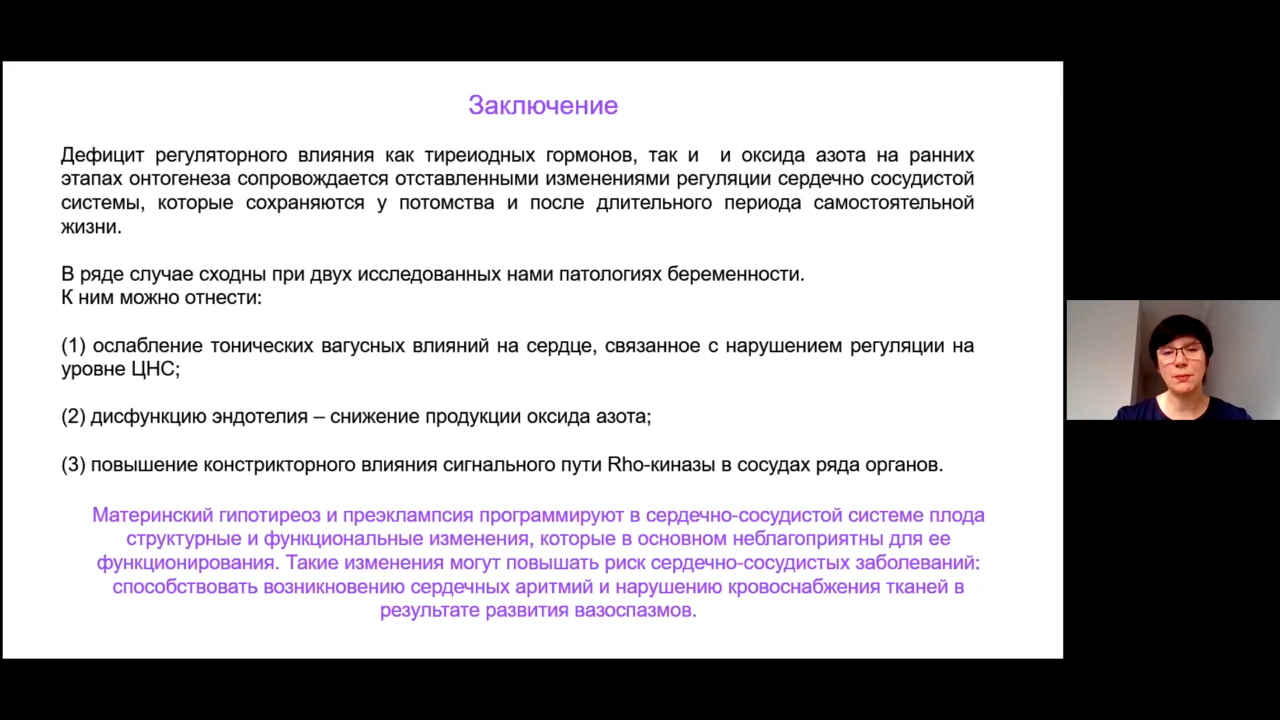 Заключение
Дефицит регуляторного влияния как тиреиодных гормонов, так и и оксида азота на ранних
этапах онтогенеза сопровождается отставленными изменениями регуляции сердечно сосудистой
системы, которые сохраняются у потомства и после длительного периода самостоятельной
жизни.
В ряде случае сходны при двух исследованных нами патологиях беременности.
К ним можно отнести:
(1) ослабление тонических вагусных влияний на сердце, связанное с нарушением регуляции на
уровне ЦНС;
(2) дисфункцию эндотелия – снижение продукции оксида азота;
(3) повышение констрикторного влияния сигнального пути Rho-киназы в сосудах ряда органов.
Материнский гипотиреоз и преэклампсия программируют в сердечно-сосудистой системе плода
структурные и функциональные изменения, которые в основном неблагоприятны для ее
функционирования. Такие изменения могут повышать риск сердечно-сосудистых заболеваний:
способствовать возникновению сердечных аритмий и нарушению кровоснабжения тканей в
результате развития вазоспазмов.